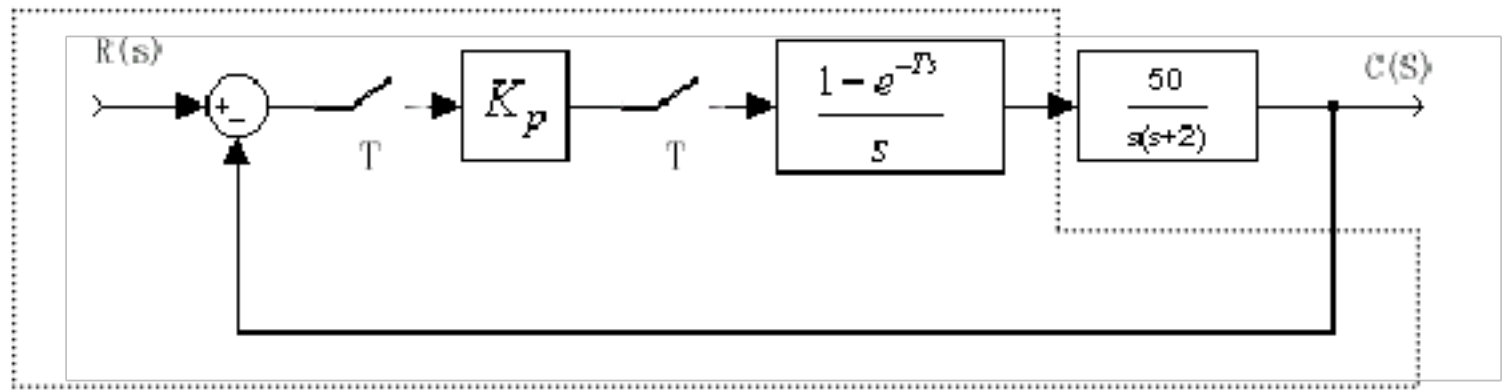 R(s)
+
−
T
K_p
T
1−e^{−Ts}
s
50
s(s+2)
C(S)